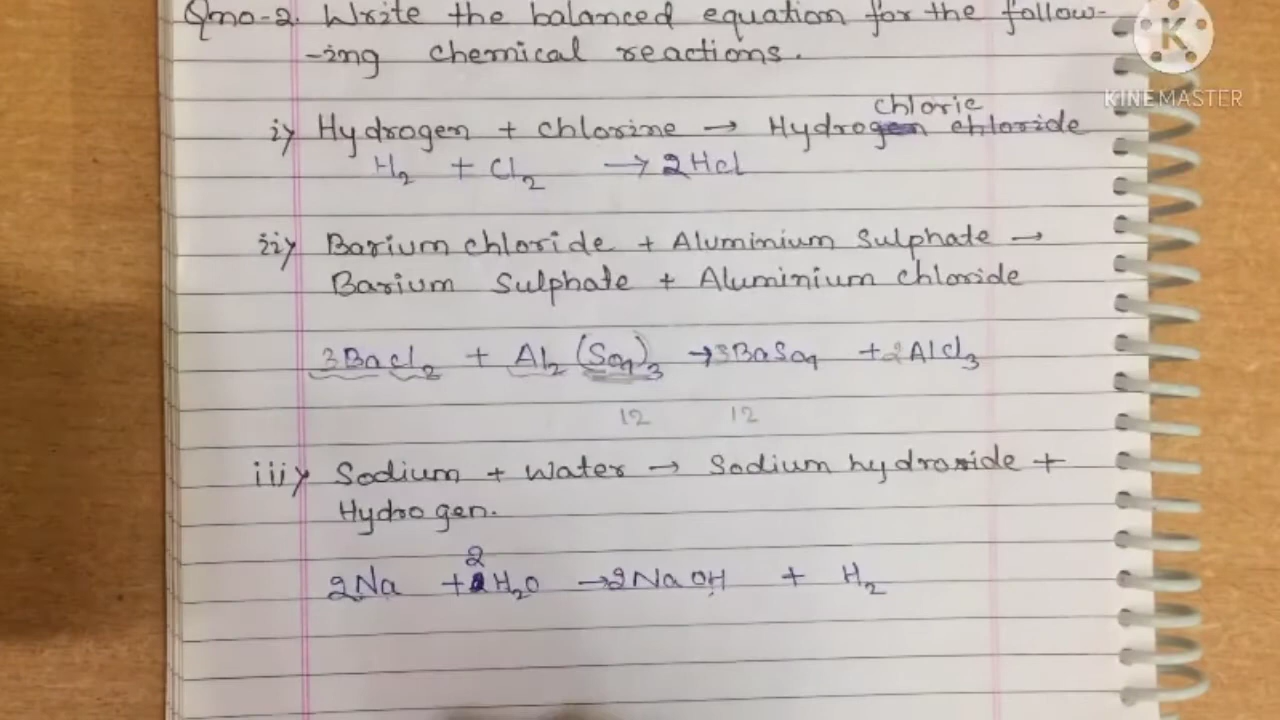 Qno-2. Write the balanced equation for the follow-
-ing chemical reactions.
K
KINEMASTER
chloric
i) Hydrogen + chlorine → Hydrogen chloride
H₂ + Cl₂ → 2Hcl
ii) Barium chloride + Aluminium Sulphate →
Barium Sulphate + Aluminium chloride
3Bacl₂ + Al₂(So₄)₃ → 3BaSo₄ + 2Alcl₃
12 12
iii) Sodium + Water → Sodium hydroxide +
Hydrogen.
2
2Na + 2H₂O → 2NaOH + H₂